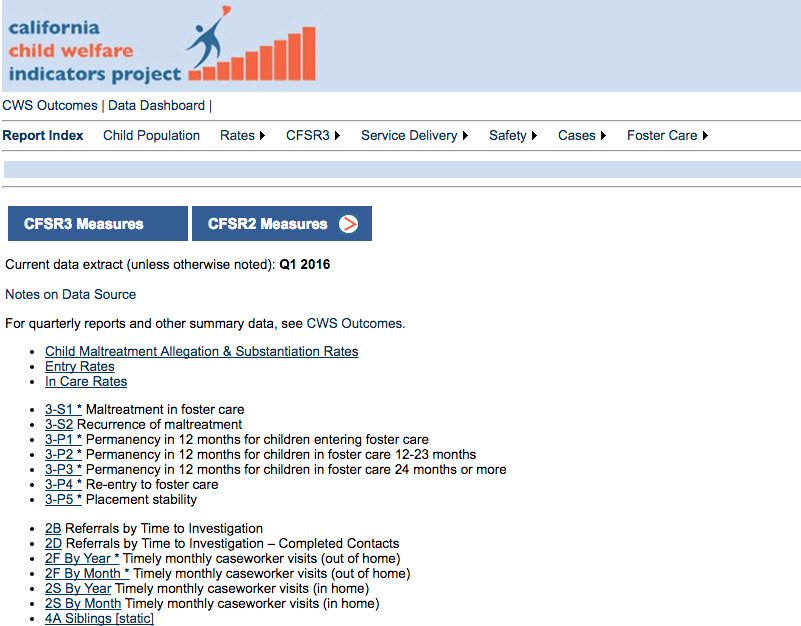 california
child welfare
indicators project
CWS Outcomes | Data Dashboard |
Report Index Child Population Rates CFSR3 Service Delivery Safety Cases Foster Care
CFSR3 Measures CFSR2 Measures
Current data extract (unless otherwise noted): Q1 2016
Notes on Data Source
For quarterly reports and other summary data, see CWS Outcomes.
• Child Maltreatment Allegation & Substantiation Rates
• Entry Rates
• In Care Rates
• 3-S1 * Maltreatment in foster care
• 3-S2 Recurrence of maltreatment
• 3-P1 * Permanency in 12 months for children entering foster care
• 3-P2 * Permanency in 12 months for children in foster care 12-23 months
• 3-P3 * Permanency in 12 months for children in foster care 24 months or more
• 3-P4 * Re-entry to foster care
• 3-P5 * Placement stability
• 2B Referrals by Time to Investigation
• 2D Referrals by Time to Investigation – Completed Contacts
• 2F By Year * Timely monthly caseworker visits (out of home)
• 2F By Month * Timely monthly caseworker visits (out of home)
• 2S By Year Timely monthly caseworker visits (in home)
• 2S By Month Timely monthly caseworker visits (in home)
• 4A Siblings [static]